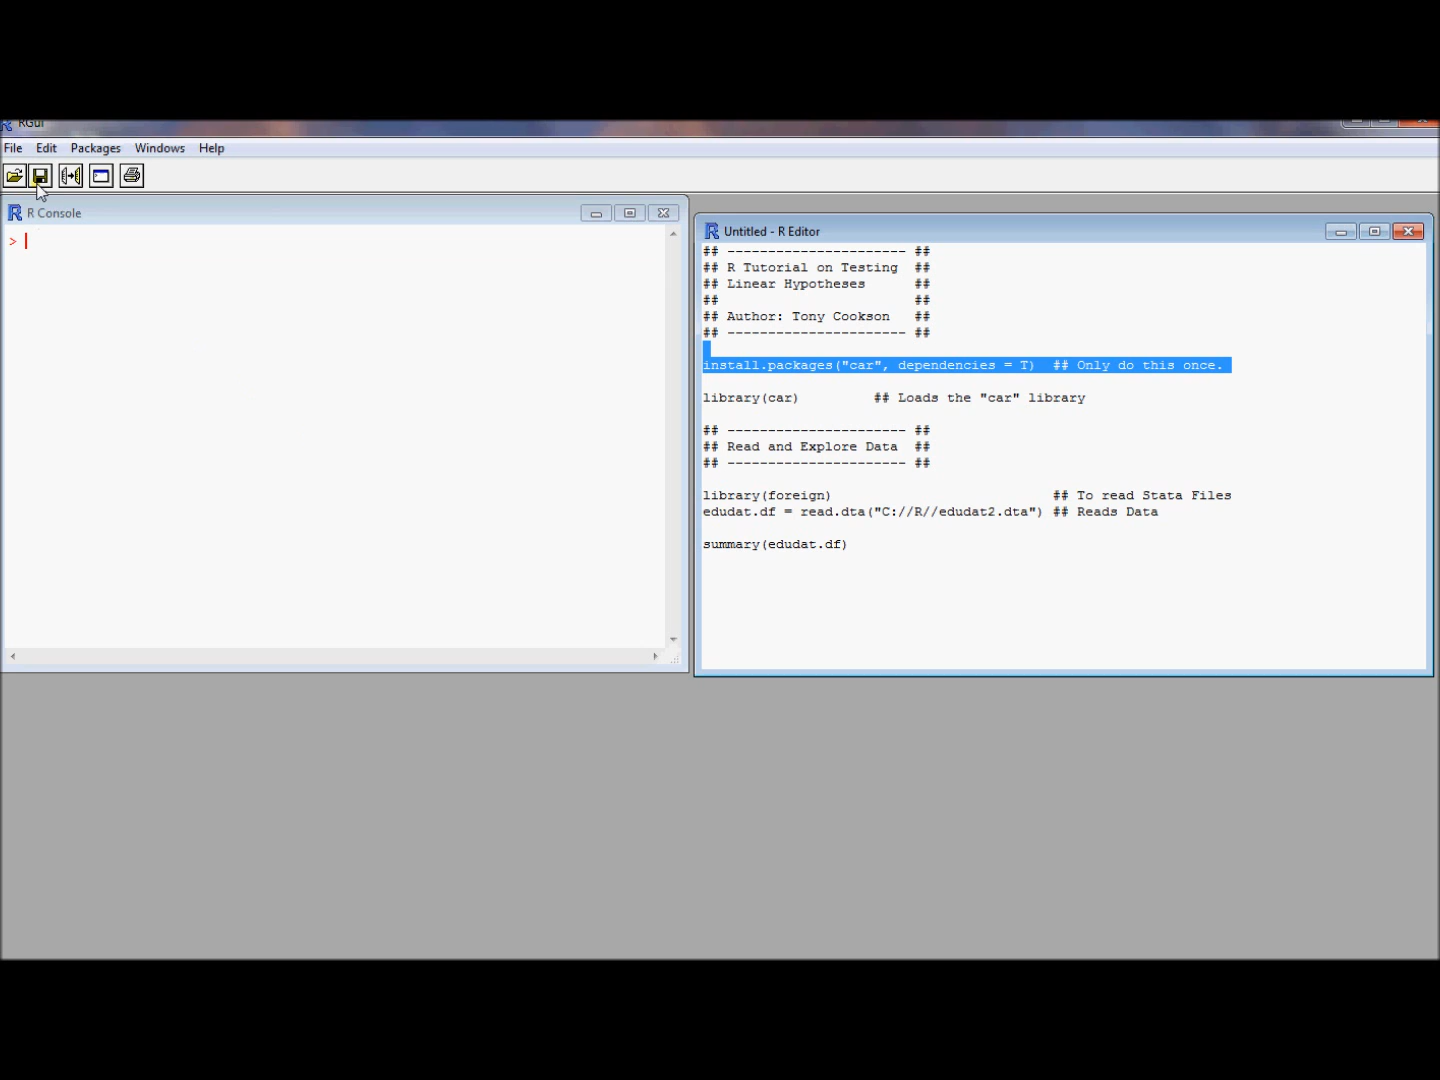 RGui
File Edit Packages Windows Help
R Console
>
Untitled - R Editor
## ---------------------- ##
## R Tutorial on Testing ##
## Linear Hypotheses ##
## ##
## Author: Tony Cookson ##
## ---------------------- ##
install.packages("car", dependencies = T) ## Only do this once.
library(car) ## Loads the "car" library
## ---------------------- ##
## Read and Explore Data ##
## ---------------------- ##
library(foreign) ## To read Stata Files
edudat.df = read.dta("C://R//edudat2.dta") ## Reads Data
summary(edudat.df)